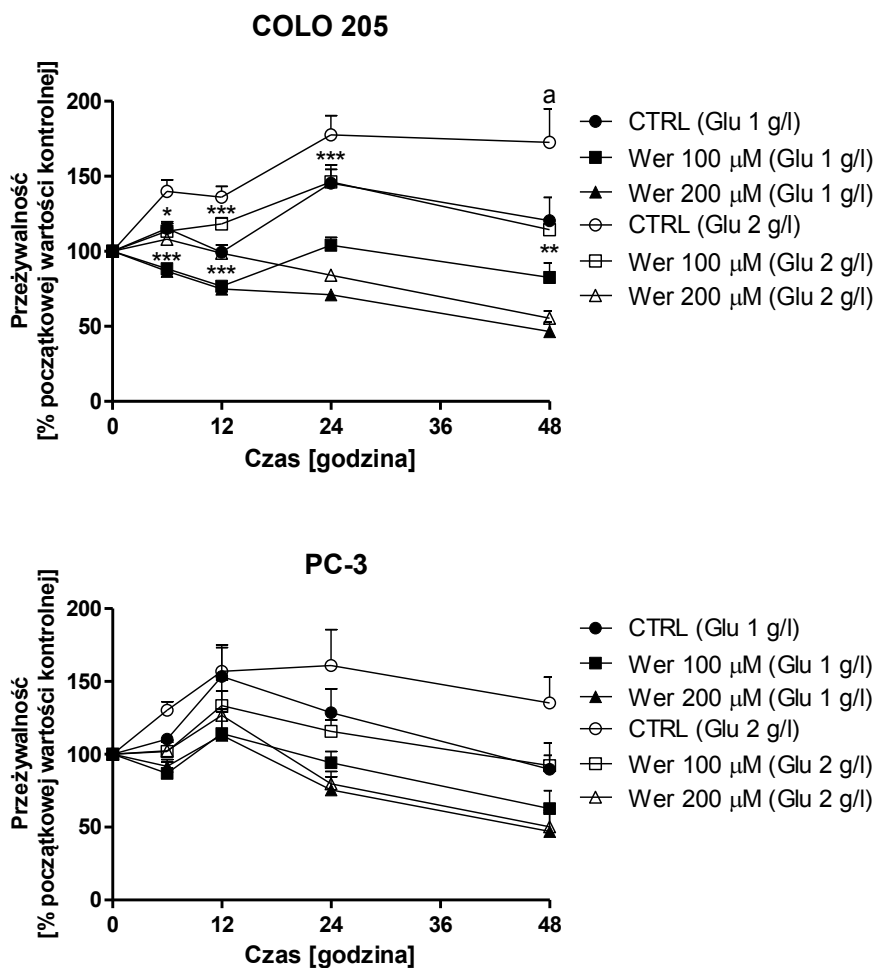 COLO 205
Przeżywalność
[% początkowej wartości kontrolnej]
200
150
100
50
0
a
***
*
***
***
***
**
0
12
24
36
48
Czas [godzina]
CTRL (Glu 1 g/l)
Wer 100 μM (Glu 1 g/l)
Wer 200 μM (Glu 1 g/l)
CTRL (Glu 2 g/l)
Wer 100 μM (Glu 2 g/l)
Wer 200 μM (Glu 2 g/l)
PC-3
Przeżywalność
[% początkowej wartości kontrolnej]
200
150
100
50
0
0
12
24
36
48
Czas [godzina]
CTRL (Glu 1 g/l)
Wer 100 μM (Glu 1 g/l)
Wer 200 μM (Glu 1 g/l)
CTRL (Glu 2 g/l)
Wer 100 μM (Glu 2 g/l)
Wer 200 μM (Glu 2 g/l)